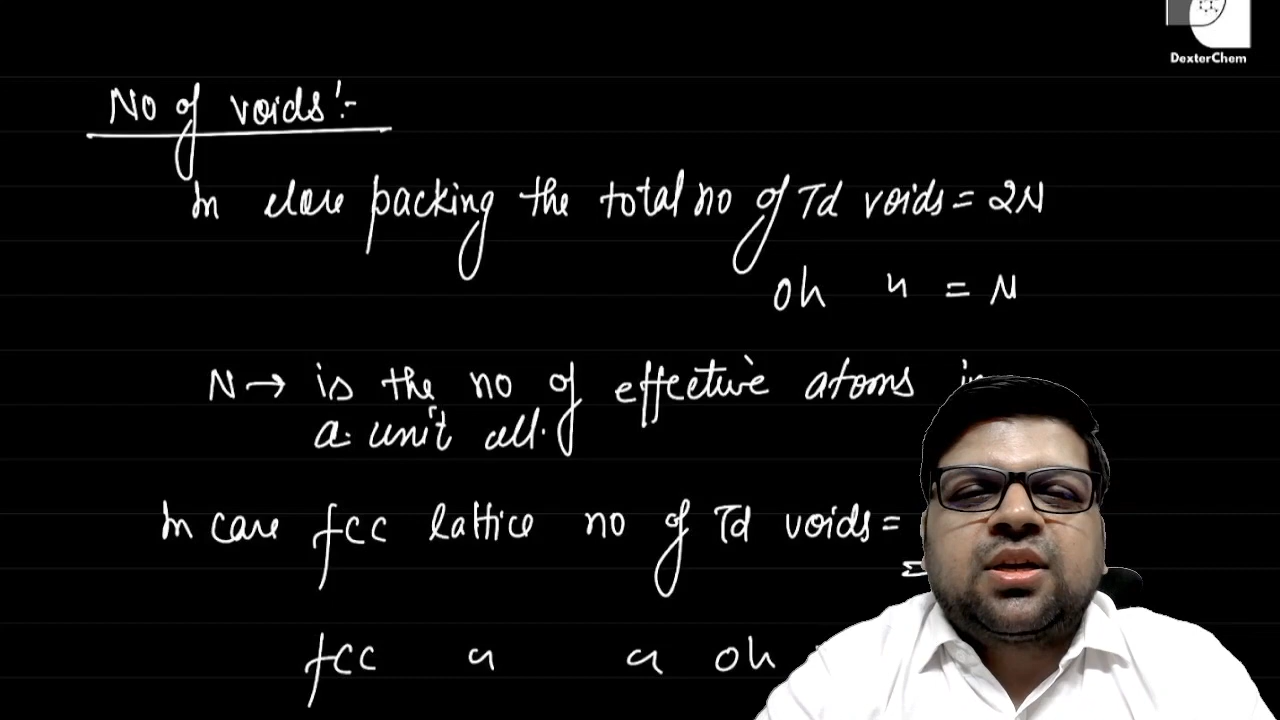 DexterChem
No of voids :-
In close packing the total no of Td voids = 2N
Oh " = N
N → is the no of effective atoms in
a unit cell.
In case fcc lattice no of Td voids =
=
fcc " " Oh